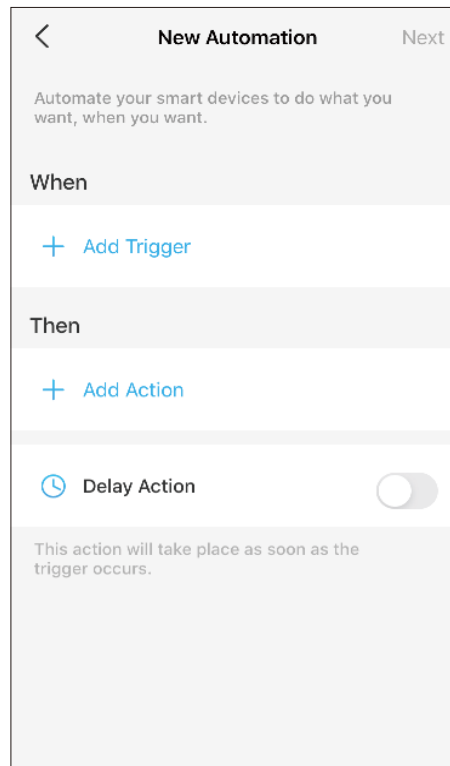 New Automation Next
Automate your smart devices to do what you
want, when you want.
When
Add Trigger
Then
Add Action
Delay Action
This action will take place as soon as the
trigger occurs.